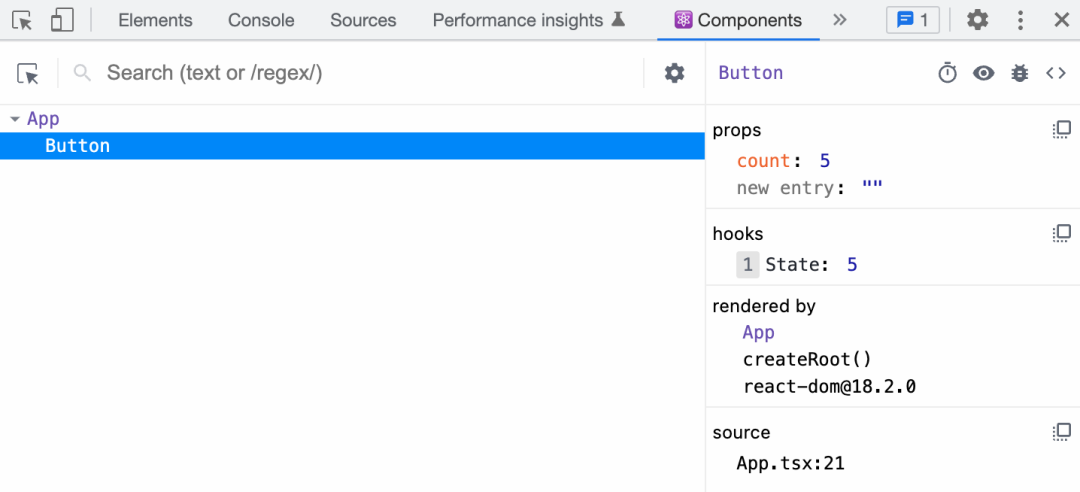 Elements Console Sources Performance insights Components » 1
Search (text or /regex/)
Button
App
Button
props
count: 5
new entry: ""
hooks
1 State: 5
rendered by
App
createRoot()
react-dom@18.2.0
source
App.tsx:21